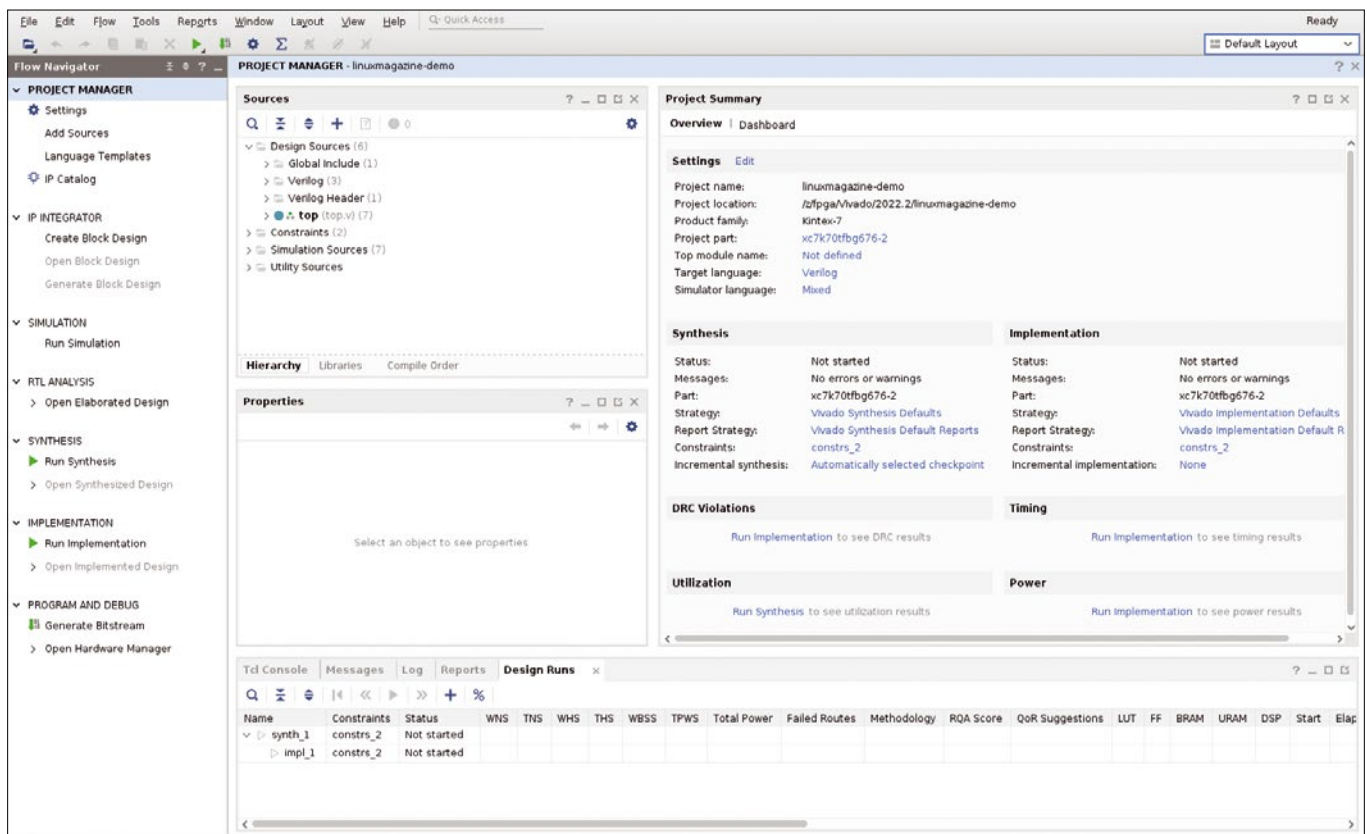 File Edit Flow Tools Reports Window Layout View Help Q- Quick Access Ready
Default Layout
Flow Navigator
PROJECT MANAGER - linuxmagazine-demo
PROJECT MANAGER
Settings
Add Sources
Language Templates
IP Catalog
IP INTEGRATOR
Create Block Design
Open Block Design
Generate Block Design
SIMULATION
Run Simulation
RTL ANALYSIS
Open Elaborated Design
SYNTHESIS
Run Synthesis
Open Synthesized Design
IMPLEMENTATION
Run Implementation
Open Implemented Design
PROGRAM AND DEBUG
Generate Bitstream
Open Hardware Manager
Sources
0
Design Sources (6)
Global Include (1)
Verilog (3)
Verilog Header (1)
top (top.v) (7)
Constraints (2)
Simulation Sources (7)
Utility Sources
Hierarchy Libraries Compile Order
Properties
Select an object to see properties
Project Summary
Overview | Dashboard
Settings Edit
Project name: linuxmagazine-demo
Project location: /z/fpga/Vivado/2022.2/linuxmagazine-demo
Product family: Kintex-7
Project part: xc7k70tfbg676-2
Top module name: Not defined
Target language: Verilog
Simulator language: Mixed
Synthesis
Status: Not started
Messages: No errors or warnings
Part: xc7k70tfbg676-2
Strategy: Vivado Synthesis Defaults
Report Strategy: Vivado Synthesis Default Reports
Constraints: constrs_2
Incremental synthesis: Automatically selected checkpoint
Implementation
Status: Not started
Messages: No errors or warnings
Part: xc7k70tfbg676-2
Strategy: Vivado Implementation Defaults
Report Strategy: Vivado Implementation Default R
Constraints: constrs_2
Incremental implementation: None
DRC Violations
Run Implementation to see DRC results
Timing
Run Implementation to see timing results
Utilization
Run Synthesis to see utilization results
Power
Run Implementation to see power results
Tcl Console Messages Log Reports Design Runs
Name Constraints Status WNS TNS WHS THS WBSS TPWS Total Power Failed Routes Methodology RQA Score QoR Suggestions LUT FF BRAM URAM DSP Start Elap
synth_1 constrs_2 Not started
impl_1 constrs_2 Not started